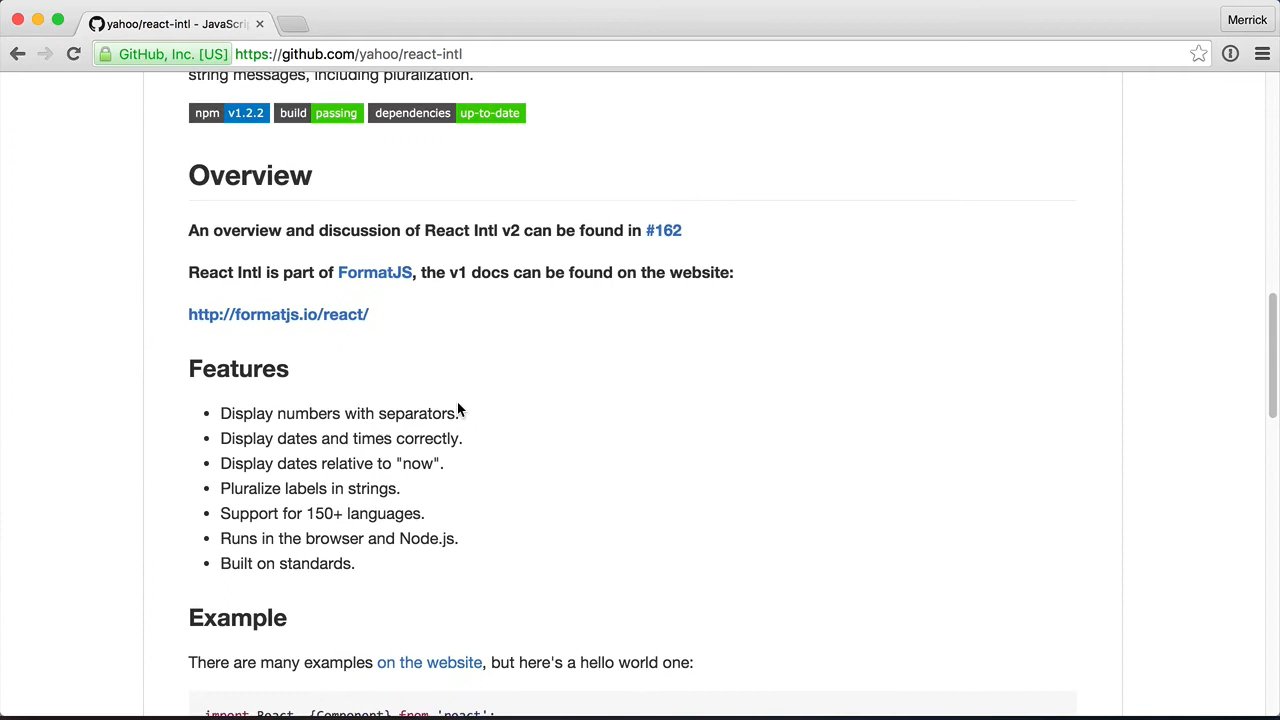 yahoo/react-intl - JavaScri
Merrick
GitHub, Inc. [US] https://github.com/yahoo/react-intl
string messages, including pluralization.
npm v1.2.2 build passing dependencies up-to-date
Overview
An overview and discussion of React Intl v2 can be found in #162
React Intl is part of FormatJS, the v1 docs can be found on the website:
http://formatjs.io/react/
Features
• Display numbers with separators.
• Display dates and times correctly.
• Display dates relative to "now".
• Pluralize labels in strings.
• Support for 150+ languages.
• Runs in the browser and Node.js.
• Built on standards.
Example
There are many examples on the website, but here's a hello world one:
import React, {Component} from 'react';